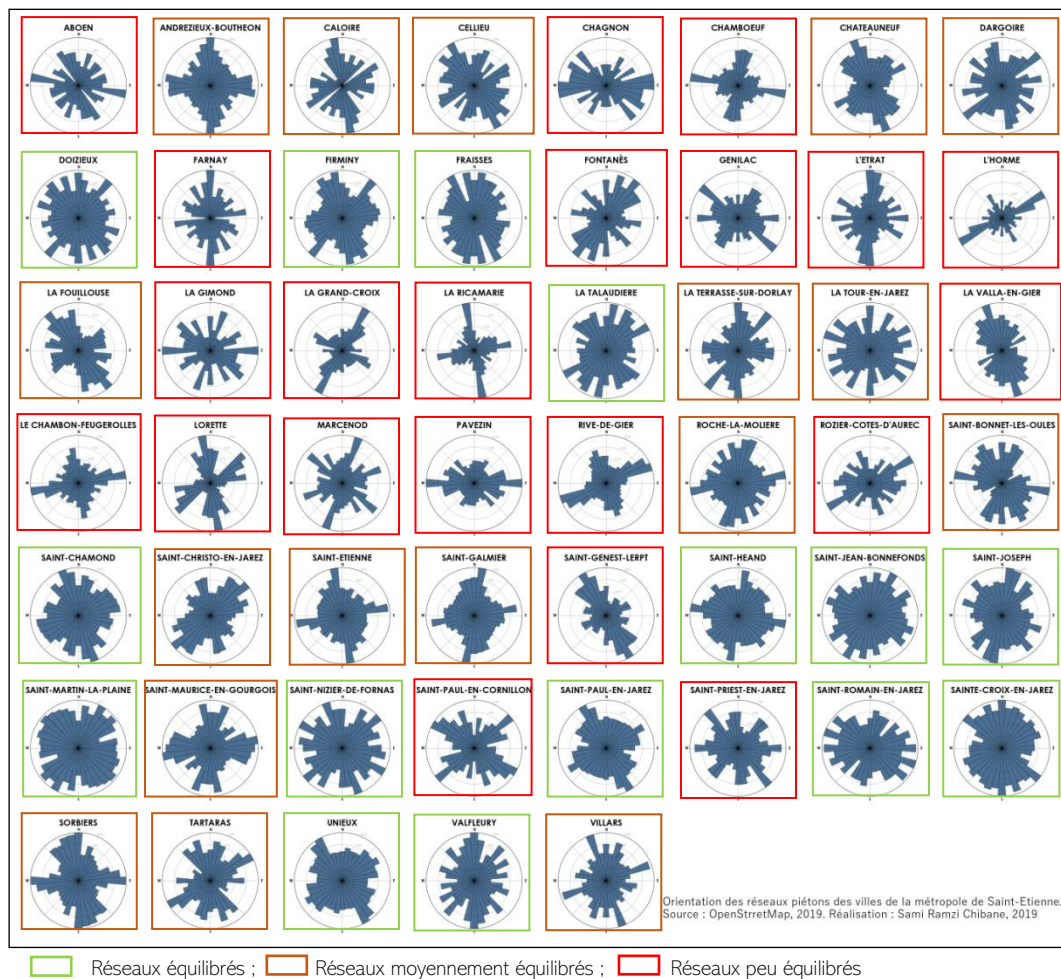 ABOEN ANDREZIEUX-BOUTHEON CALOIRE CELLIEU CHAGNON CHAMBOEUF CHATEAUNEUF DARGOIRE
DOIZIEUX FARNAY FIRMINY FRAISSES FONTANÈS GENILAC L'ETRAT L'HORME
LA FOUILLOUSE LA GIMOND LA GRAND-CROIX LA RICAMARIE LA TALAUDIERE LA TERRASSE-SUR-DORLAY LA TOUR-EN-JAREZ LA VALLA-EN-GIER
LE CHAMBON-FEUGEROLLES LORETTE MARCENOD PAVEZIN RIVE-DE-GIER ROCHE-LA-MOLIERE ROZIER-COTES-D'AUREC SAINT-BONNET-LES-OULES
SAINT-CHAMOND SAINT-CHRISTO-EN-JAREZ SAINT-ETIENNE SAINT-GALMIER SAINT-GENEST-LERPT SAINT-HEAND SAINT-JEAN-BONNEFONDS SAINT-JOSEPH
SAINT-MARTIN-LA-PLAINE SAINT-MAURICE-EN-GOURGOIS SAINT-NIZIER-DE-FORNAS SAINT-PAUL-EN-CORNILLON SAINT-PAUL-EN-JAREZ SAINT-PRIEST-EN-JAREZ SAINT-ROMAIN-EN-JAREZ SAINTE-CROIX-EN-JAREZ
SORBIERS TARTARAS UNIEUX VALFLEURY VILLARS
Orientation des réseaux piétons des villes de la métropole de Saint-Etienne.
Source : OpenStrretMap, 2019. Réalisation : Sami Ramzi Chibane, 2019
Réseaux équilibrés ; Réseaux moyennement équilibrés ; Réseaux peu équilibrés